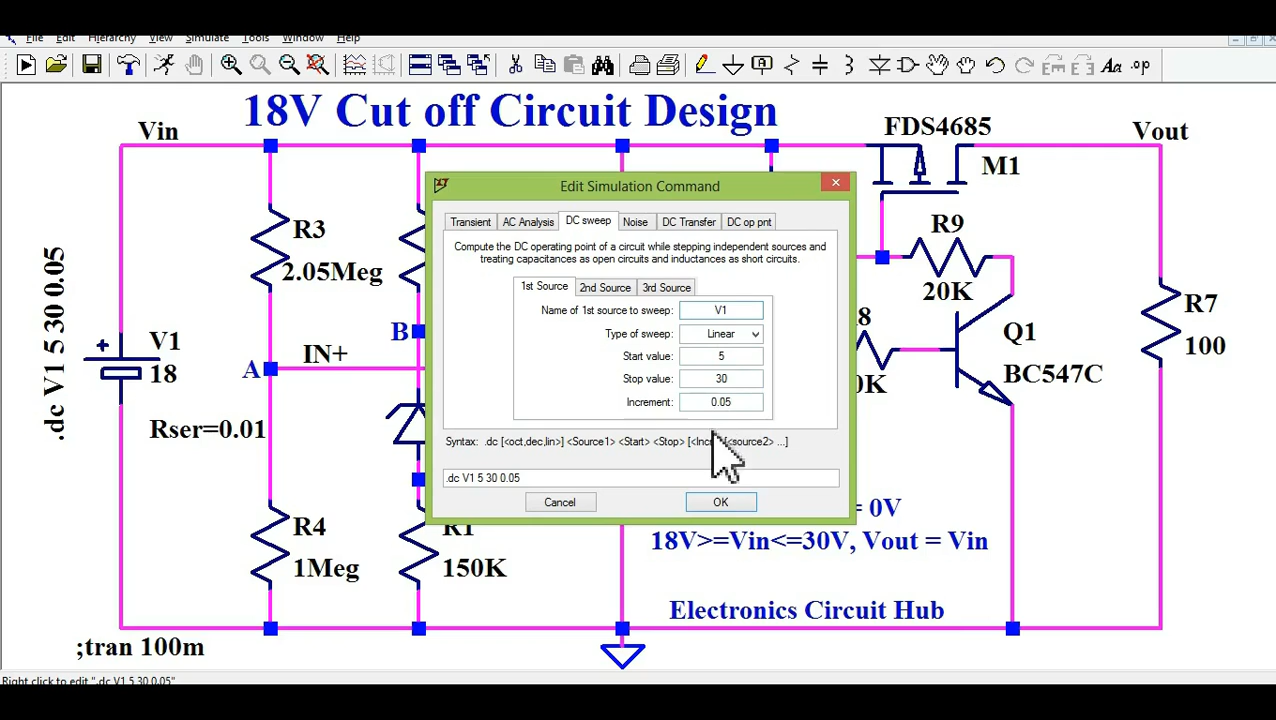 File Edit Hierarchy View Simulate Tools Window Help
.op
18V Cut off Circuit Design
Vin
FDS4685
Vout
M1
Edit Simulation Command
Transient AC Analysis DC sweep Noise DC Transfer DC op pnt
Compute the DC operating point of a circuit while stepping independent sources and
treating capacitances as open circuits and inductances as short circuits.
1st Source 2nd Source 3rd Source
Name of 1st source to sweep: V1
Type of sweep: Linear
Start value: 5
Stop value: 30
Increment: 0.05
Syntax: .dc [<oct,dec,lin>] <Source1> <Start> <Stop> [<Incr [<source2> ...]
.dc V1 5 30 0.05
Cancel OK
R3
2.05Meg
R9
20K
.dc V1 5 30 0.05
V1
18
B
A
IN+
Q1
BC547C
R7
100
Rser=0.01
R4
1Meg
R1
150K
= 0V
18V>=Vin<=30V, Vout = Vin
Electronics Circuit Hub
;tran 100m
Right click to edit ".dc V1 5 30 0.05"